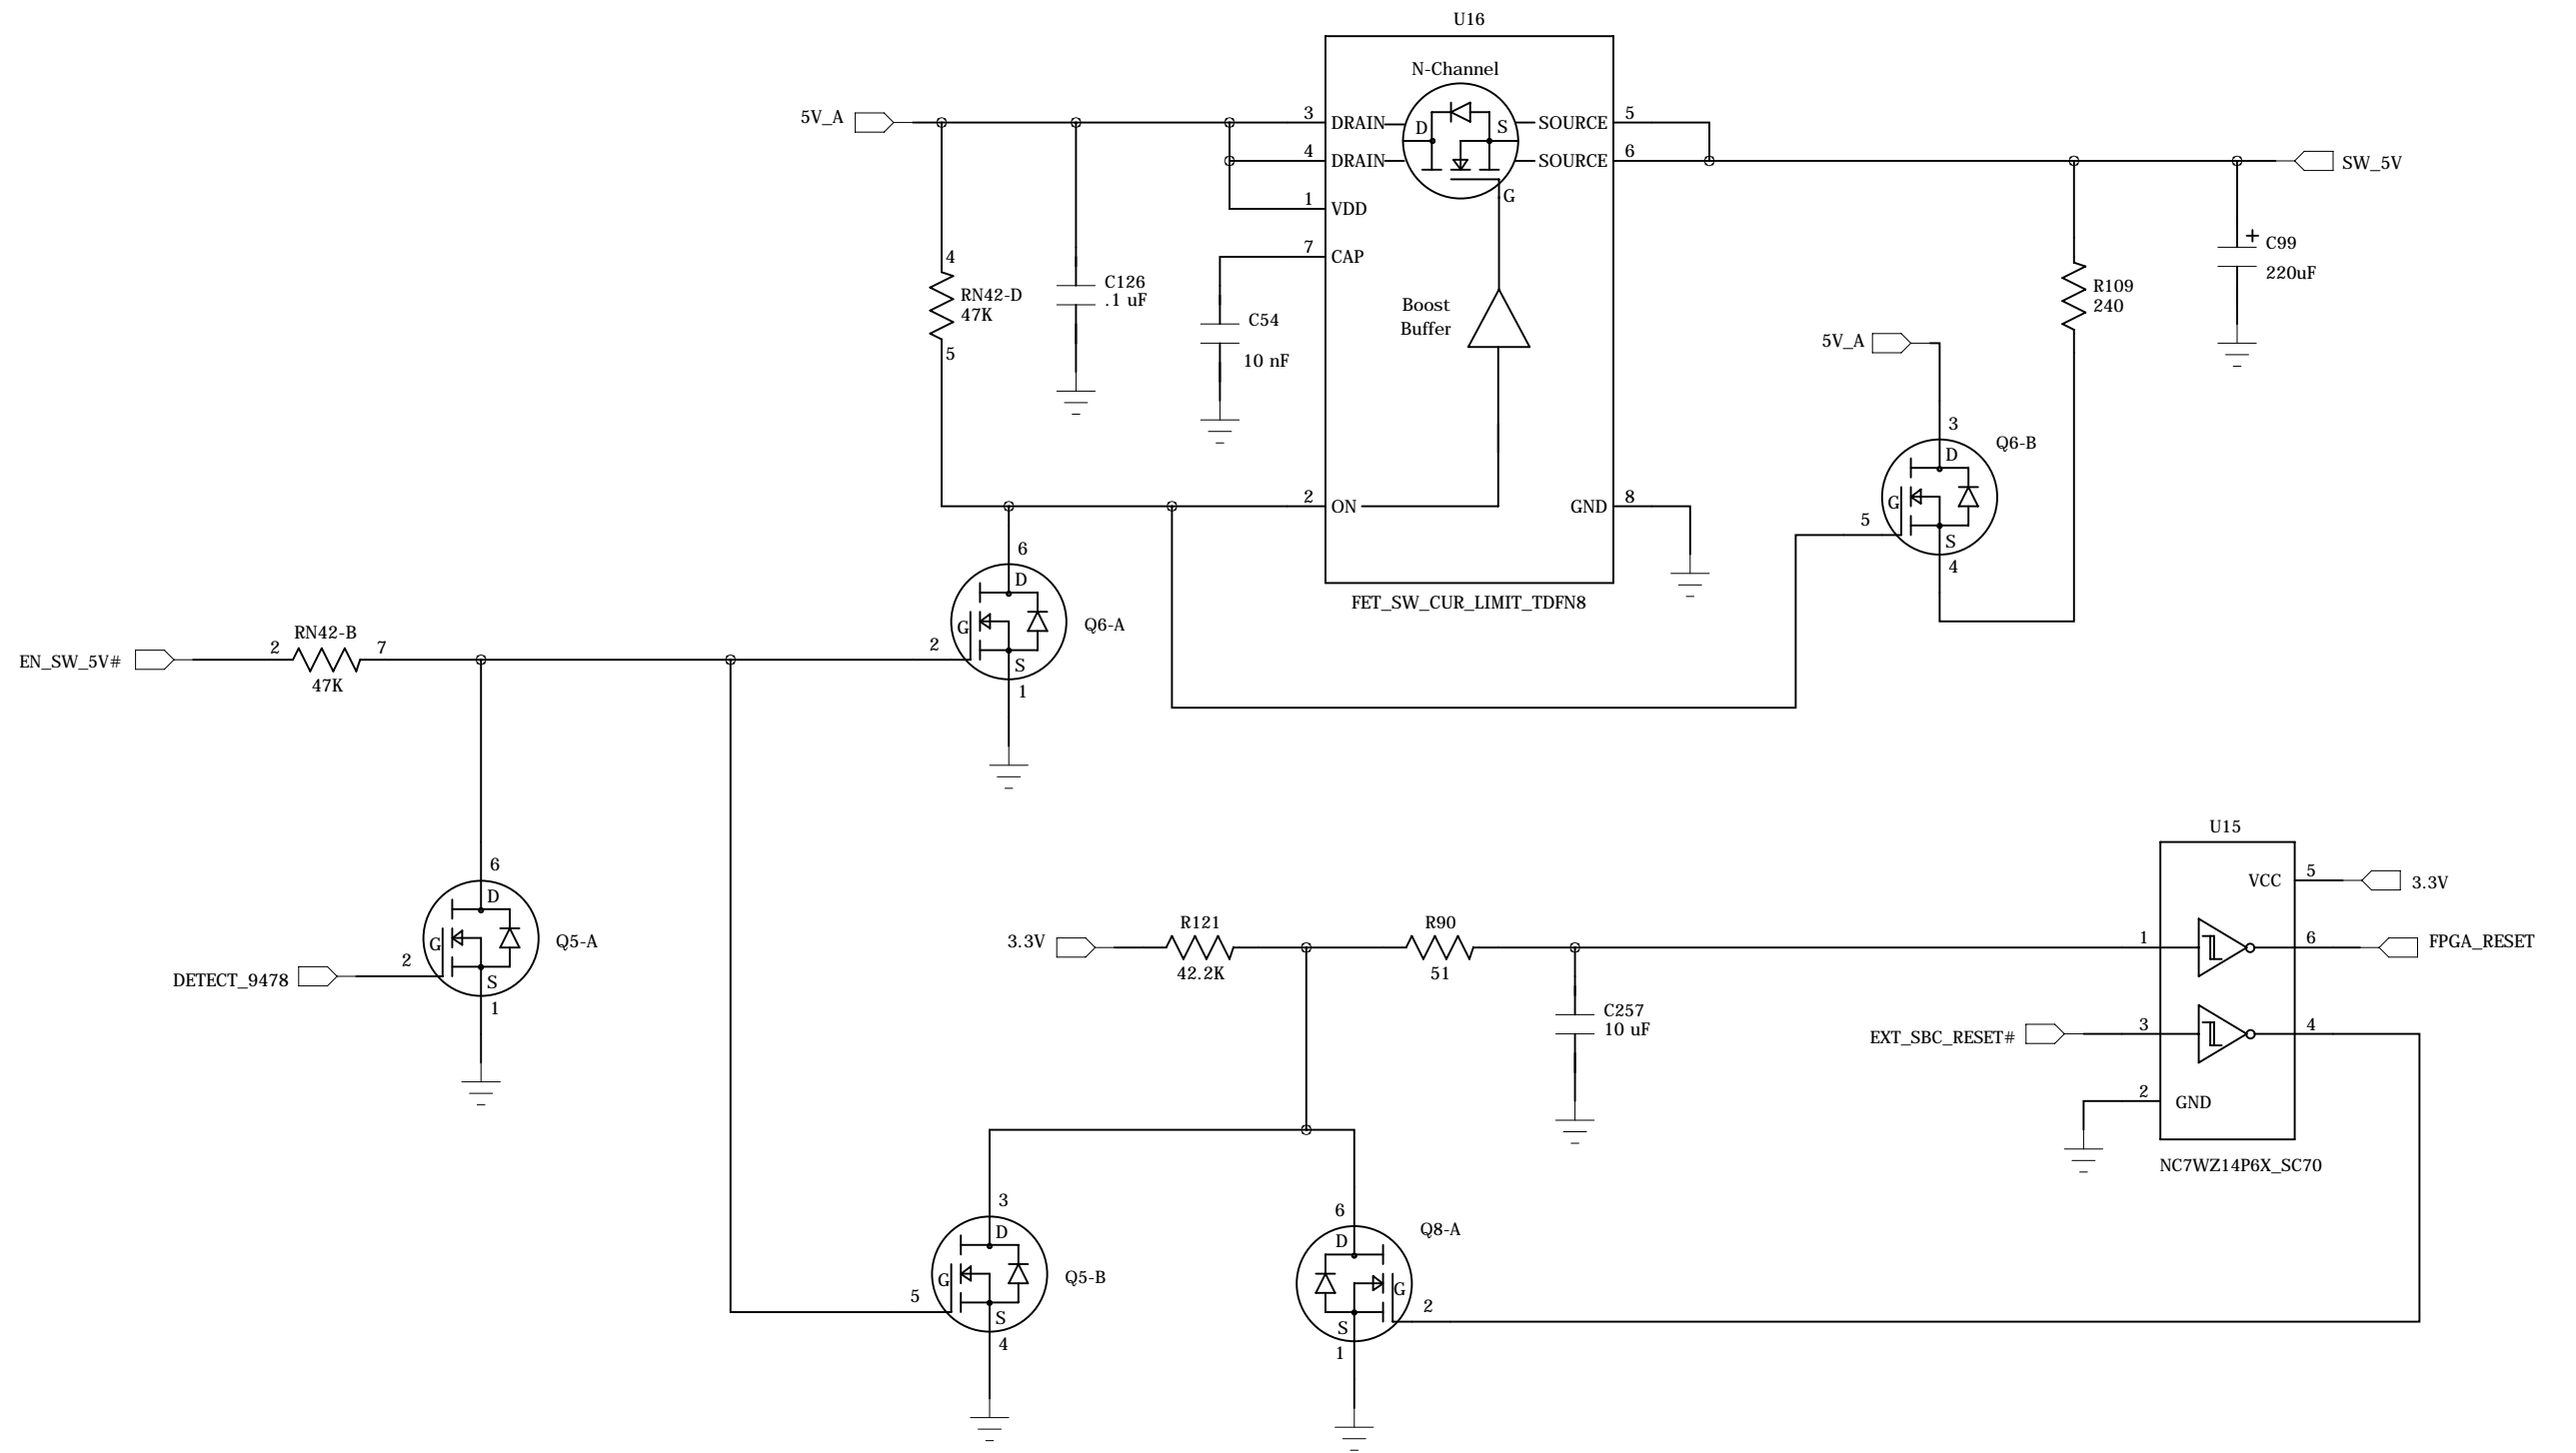 U16
N-Channel
5V_A
3
DRAIN
D
S
SOURCE
5
4
DRAIN
SOURCE
6
SW_5V
G
1
VDD
7
CAP
4
RN42-D
47K
5
C126
.1 uF
C54
10 nF
Boost
Buffer
+
C99
220uF
R109
240
5V_A
3
D
Q6-B
G
5
S
4
2
ON
GND
8
FET_SW_CUR_LIMIT_TDFN8
6
D
G
Q6-A
2
S
1
EN_SW_5V#
2
RN42-B
7
47K
6
D
G
Q5-A
2
DETECT_9478
S
1
U15
VCC
5
3.3V
3.3V
R121
42.2K
R90
51
1
6
FPGA_RESET
C257
10 uF
EXT_SBC_RESET#
3
4
2
GND
NC7WZ14P6X_SC70
3
D
G
Q5-B
5
S
4
6
D
Q8-A
G
2
S
1